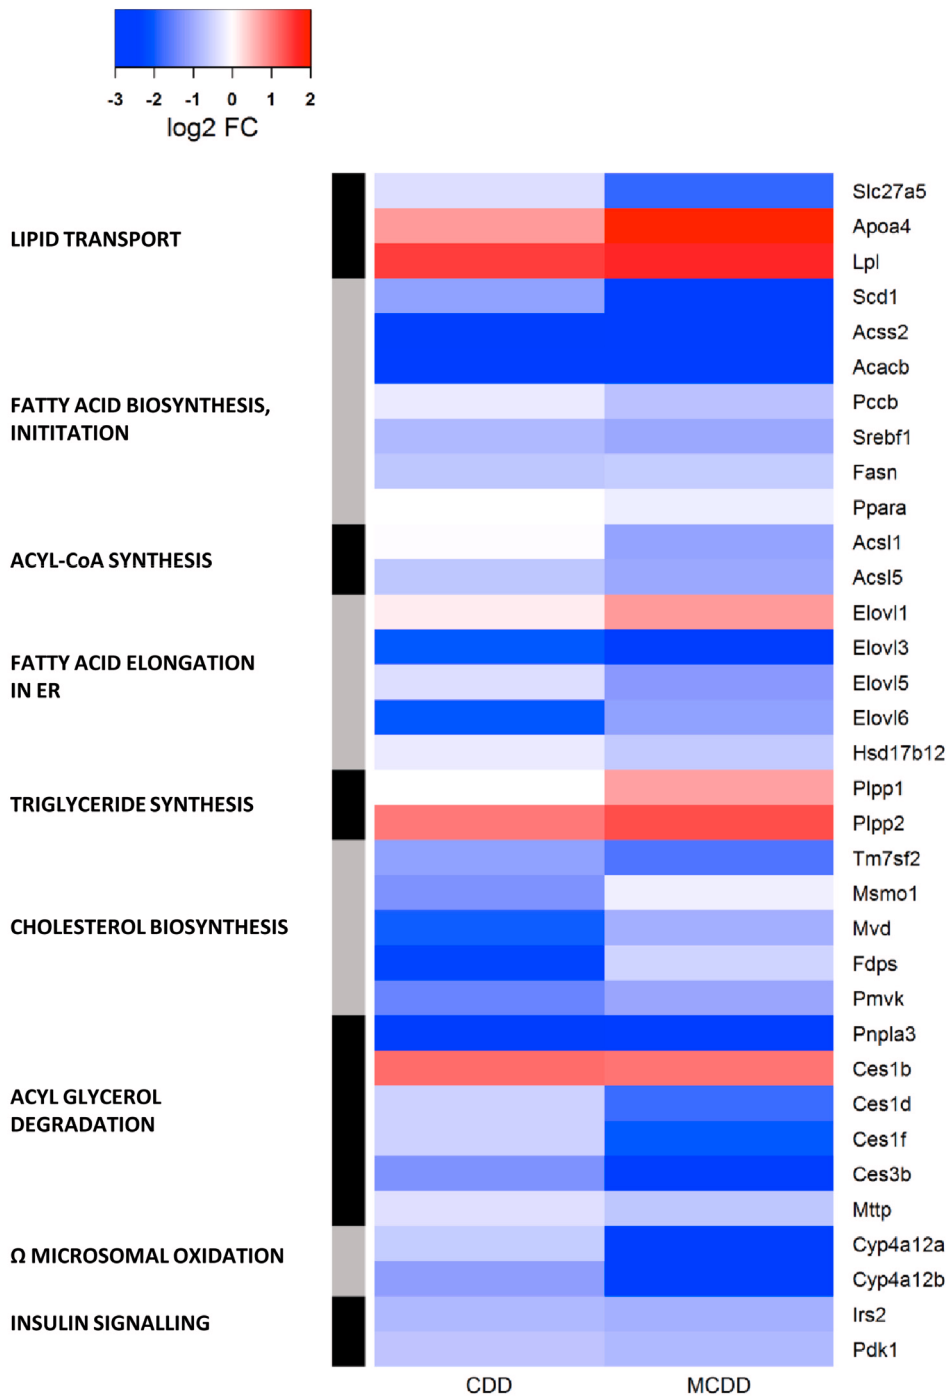 -3 -2 -1 0 1 2
log2 FC
LIPID TRANSPORT
FATTY ACID BIOSYNTHESIS,
INITITATION
ACYL-CoA SYNTHESIS
FATTY ACID ELONGATION
IN ER
TRIGLYCERIDE SYNTHESIS
CHOLESTEROL BIOSYNTHESIS
ACYL GLYCEROL
DEGRADATION
Ω MICROSOMAL OXIDATION
INSULIN SIGNALLING
Slc27a5
Apoa4
Lpl
Scd1
Acss2
Acacb
Pccb
Srebf1
Fasn
Ppara
Acsl1
Acsl5
Elovl1
Elovl3
Elovl5
Elovl6
Hsd17b12
Plpp1
Plpp2
Tm7sf2
Msmo1
Mvd
Fdps
Pmvk
Pnpla3
Ces1b
Ces1d
Ces1f
Ces3b
Mttp
Cyp4a12a
Cyp4a12b
Irs2
Pdk1
CDD MCDD